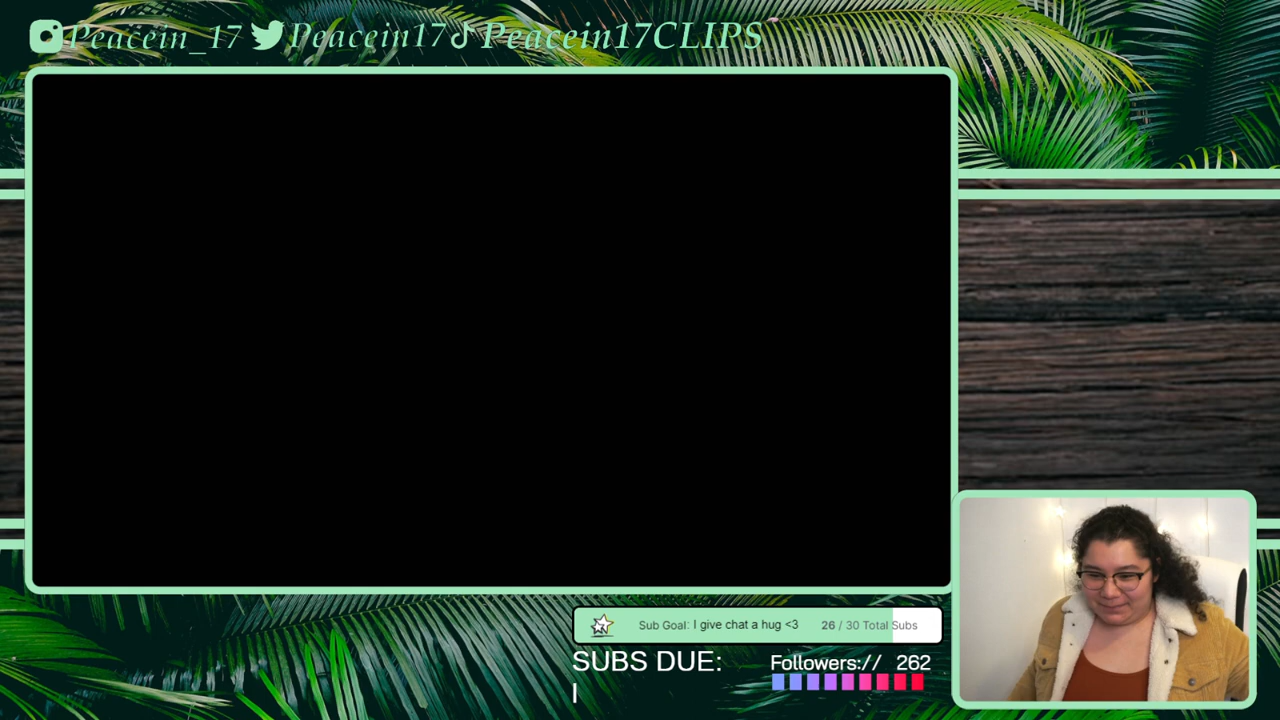 Peacein_17 Peacein17 Peacein17CLIPS
Sub Goal: I give chat a hug <3 26 / 30 Total Subs
SUBS DUE:
I
Followers:// 262